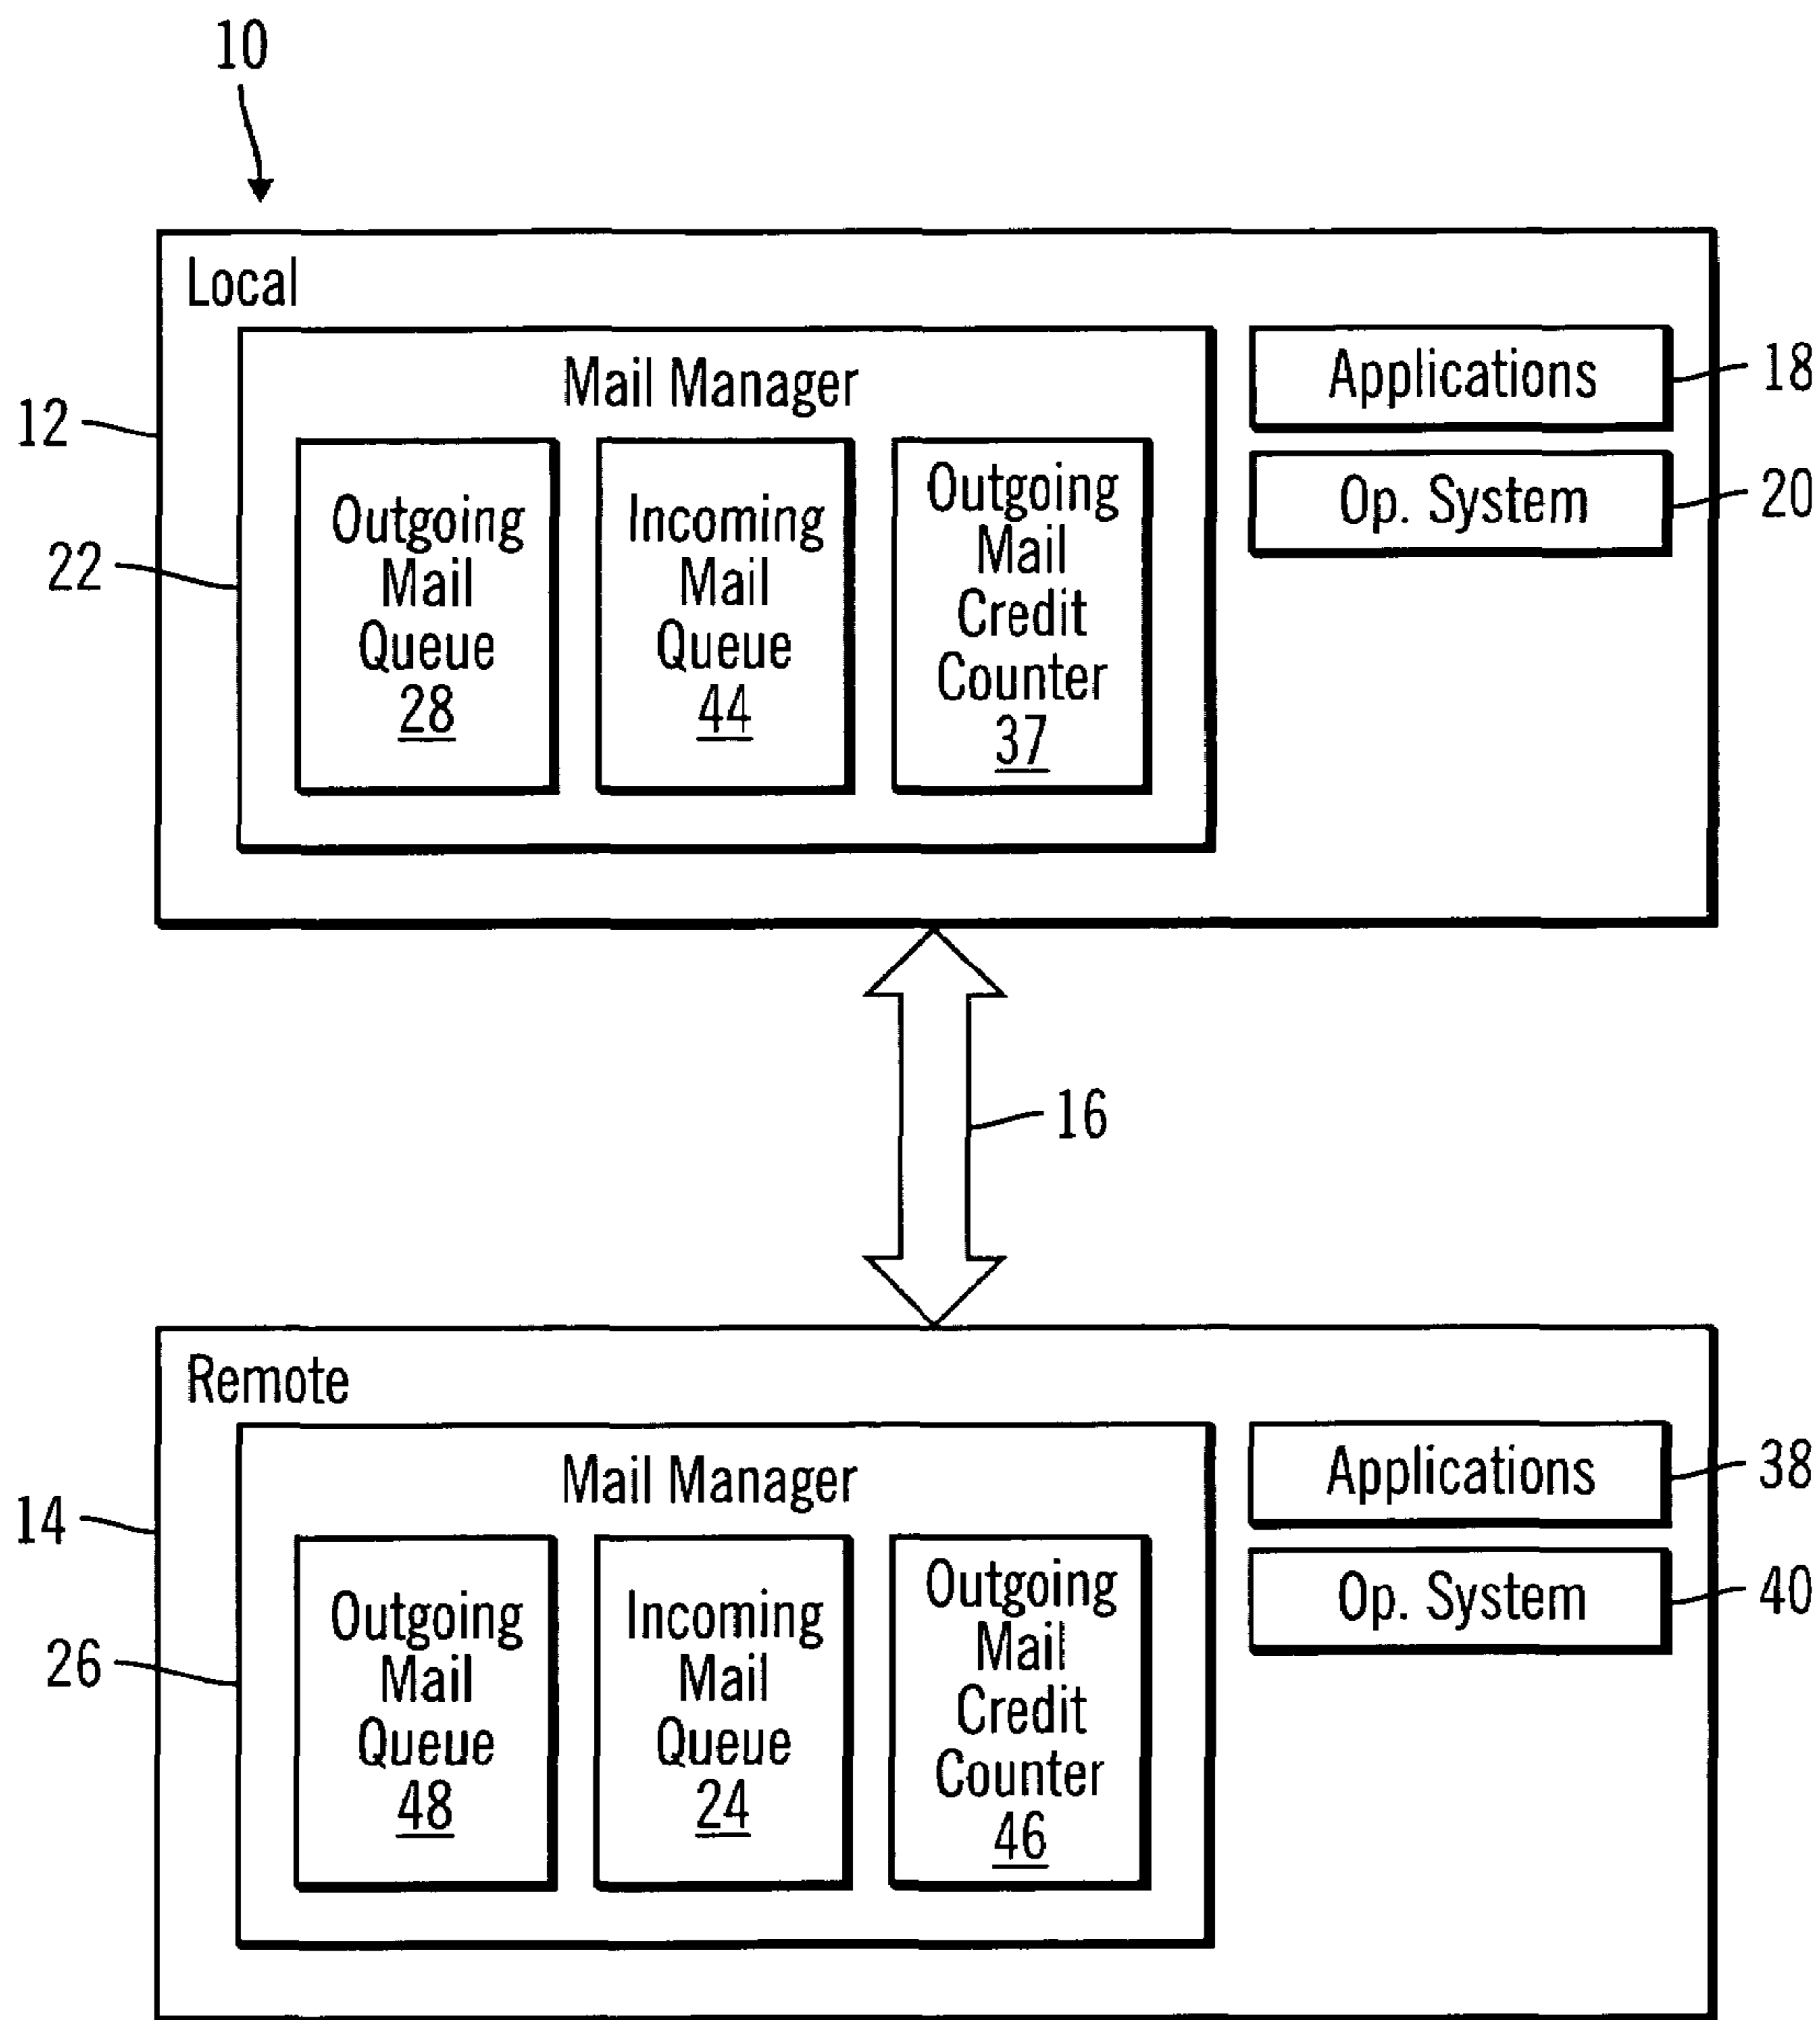 10
Local
Mail Manager
Applications
18
12
Op. System
20
Outgoing
Mail
Queue
28
Incoming
Mail
Queue
44
Outgoing
Mail
Credit
Counter
37
22
16
Remote
Mail Manager
Applications
38
14
Op. System
40
Outgoing
Mail
Queue
48
Incoming
Mail
Queue
24
Outgoing
Mail
Credit
Counter
46
26